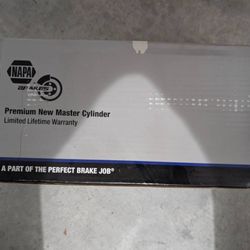 NAPA
BRAKES
Premium New Master Cylinder
Limited Lifetime Warranty
A PART OF THE PERFECT BRAKE JOB®